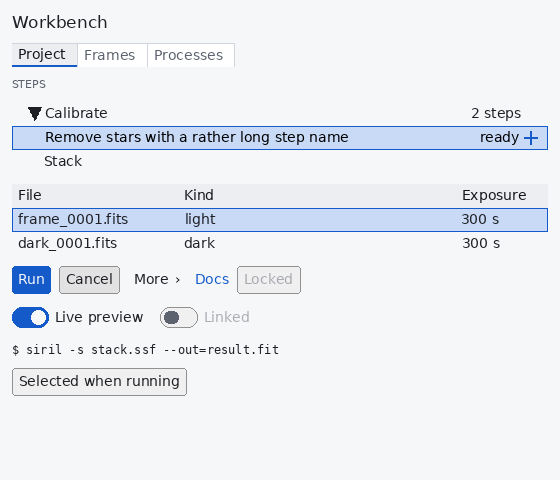 Workbench
Project Frames Processes
STEPS
Calibrate 2 steps
Remove stars with a rather long step name ready
Stack
File Kind Exposure
frame_0001.fits light 300 s
dark_0001.fits dark 300 s
Run Cancel More › Docs Locked
Live preview Linked
$ siril -s stack.ssf --out=result.fit
Selected when running